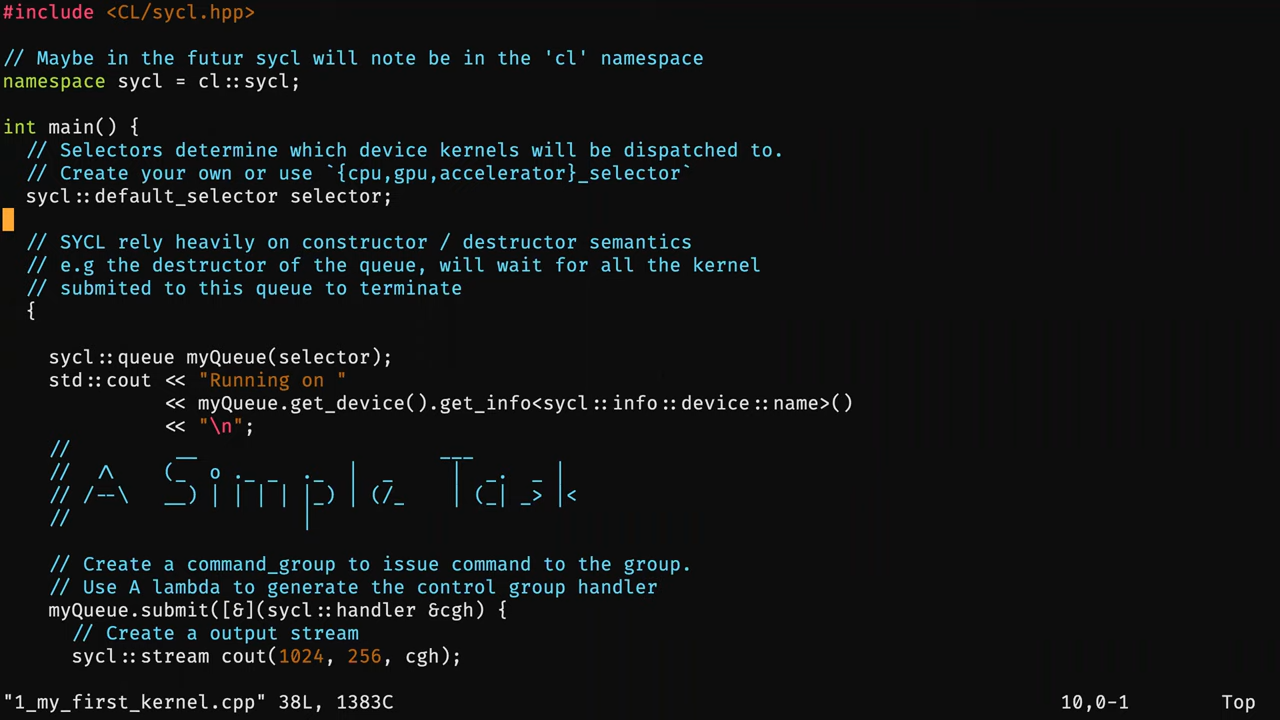 #include <CL/sycl.hpp>
// Maybe in the futur sycl will note be in the 'cl' namespace
namespace sycl = cl::sycl;
int main() {
// Selectors determine which device kernels will be dispatched to.
// Create your own or use `{cpu,gpu,accelerator}_selector`
sycl::default_selector selector;
// SYCL rely heavily on constructor / destructor semantics
// e.g the destructor of the queue, will wait for all the kernel
// submited to this queue to terminate
{
sycl::queue myQueue(selector);
std::cout << "Running on "
<< myQueue.get_device().get_info<sycl::info::device::name>()
<< "\n";
//              __                      ___
//   ^      (_  o ._ _  ._  |  _     |  _.  _ |
// /--\   __) | | | | |_) | (/_    | (_| _> |<
//                    |
// Create a command_group to issue command to the group.
// Use A lambda to generate the control group handler
myQueue.submit([&](sycl::handler &cgh) {
// Create a output stream
sycl::stream cout(1024, 256, cgh);
"1_my_first_kernel.cpp" 38L, 1383C
10,0-1
Top